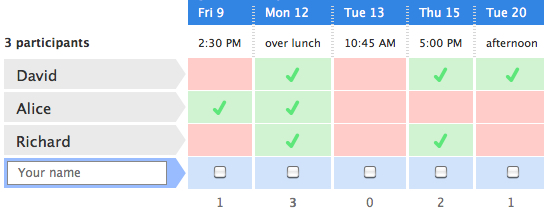 Fri 9 Mon 12 Tue 13 Thu 15 Tue 20
3 participants 2:30 PM over lunch 10:45 AM 5:00 PM afternoon
David
Alice
Richard
Your name
1 3 0 2 1